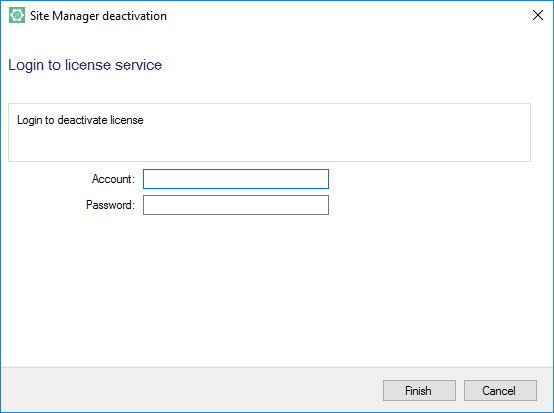 Site Manager deactivation
Login to license service
Login to deactivate license
Account:
Password:
Finish
Cancel